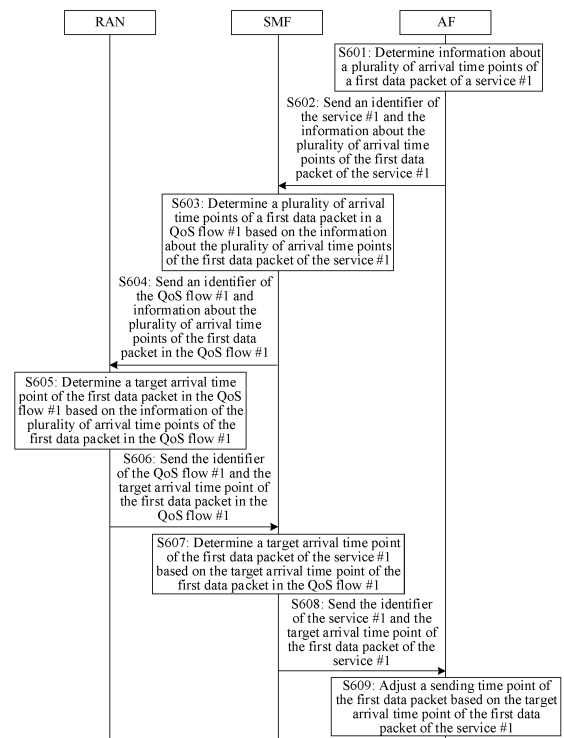 RAN
SMF
AF
S601: Determine information about
a plurality of arrival time points of
a first data packet of a service #1
S602: Send an identifier of
the service #1 and the
information about the
plurality of arrival time
points of the first data
packet of the service #1
S603: Determine a plurality of arrival
time points of a first data packet in a
QoS flow #1 based on the information
about the plurality of arrival time points
of the first data packet of the service #1
S604: Send an identifier of
the QoS flow #1 and
information about the
plurality of arrival time
points of the first data
packet in the QoS flow #1
S605: Determine a target arrival time
point of the first data packet in the QoS
flow #1 based on the information of the
plurality of arrival time points of the
first data packet in the QoS flow #1
S606: Send the identifier
of the QoS flow #1 and the
target arrival time point of
the first data packet in the
QoS flow #1
S607: Determine a target arrival time point
of the first data packet of the service #1
based on the target arrival time point of the
first data packet in the QoS flow #1
S608: Send the identifier
of the service #1 and the
target arrival time point of
the first data packet of the
service #1
S609: Adjust a sending time point of
the first data packet based on the target
arrival time point of the first data
packet of the service #1